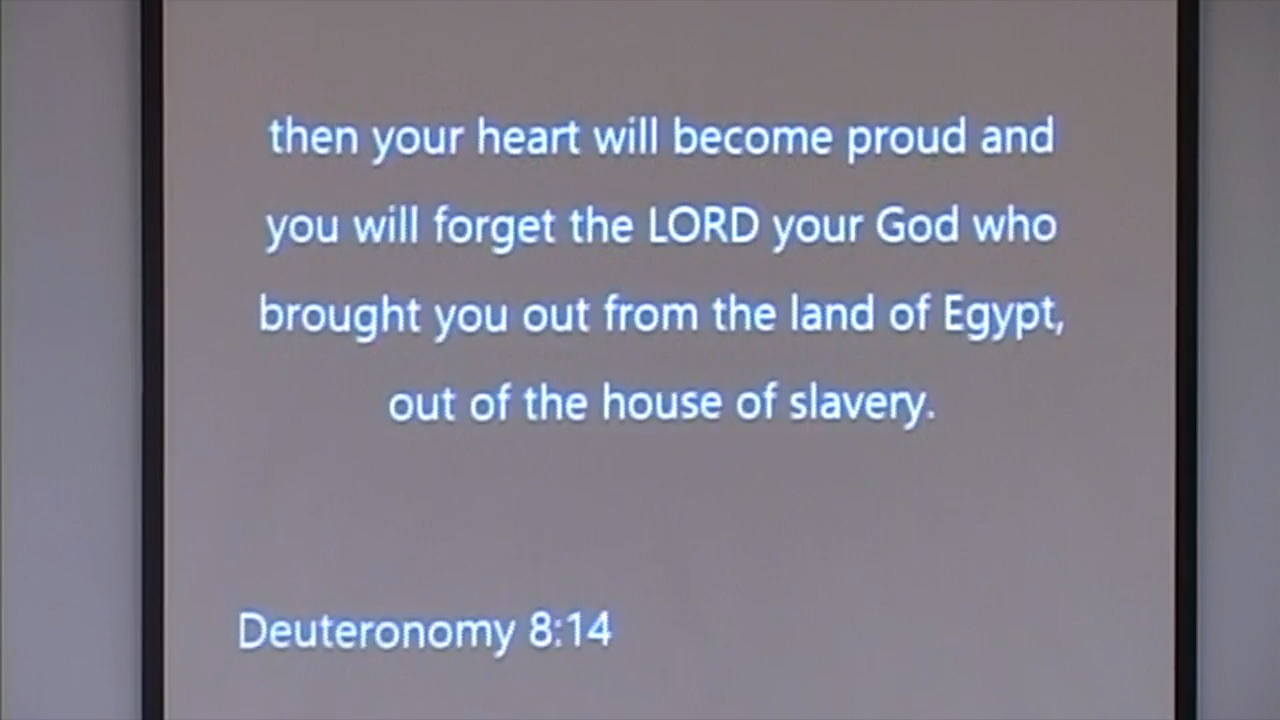 then your heart will become proud and
you will forget the LORD your God who
brought you out from the land of Egypt,
out of the house of slavery.
Deuteronomy 8:14